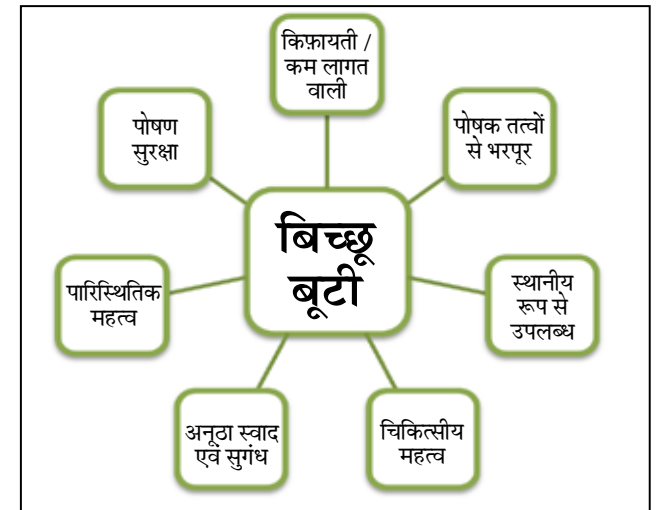 किफ़ायती /
कम लागत
वाली
पोषक तत्वों
से भरपूर
स्थानीय
रूप से
उपलब्ध
चिकित्सीय
महत्व
अनूठा स्वाद
एवं सुगंध
पारिस्थितिक
महत्व
पोषण
सुरक्षा
बिच्छू
बूटी